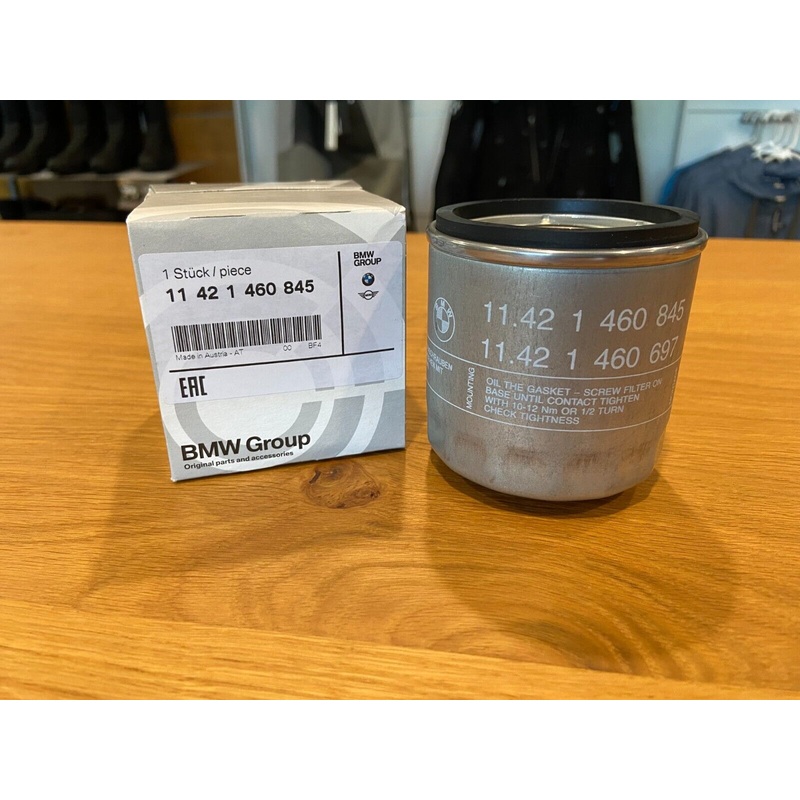 1 Stück / piece
11 42 1 460 845
BMW
GROUP
Made in Austria - AT 00 BF4
EAC
BMW Group
Original parts and accessories
BMW
11.42 1 460 845
11.42 1 460 697
MOUNTING
OIL THE GASKET – SCREW FILTER ON
BASE UNTIL CONTACT TIGHTEN
WITH 10-12 Nm OR 1/2 TURN
CHECK TIGHTNESS